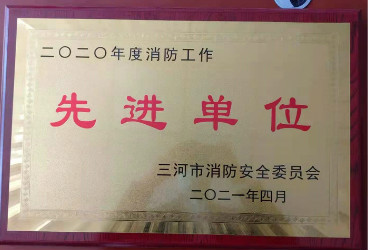 二〇二〇年度消防工作
先进单位
三河市消防安全委员会
二〇二一年四月